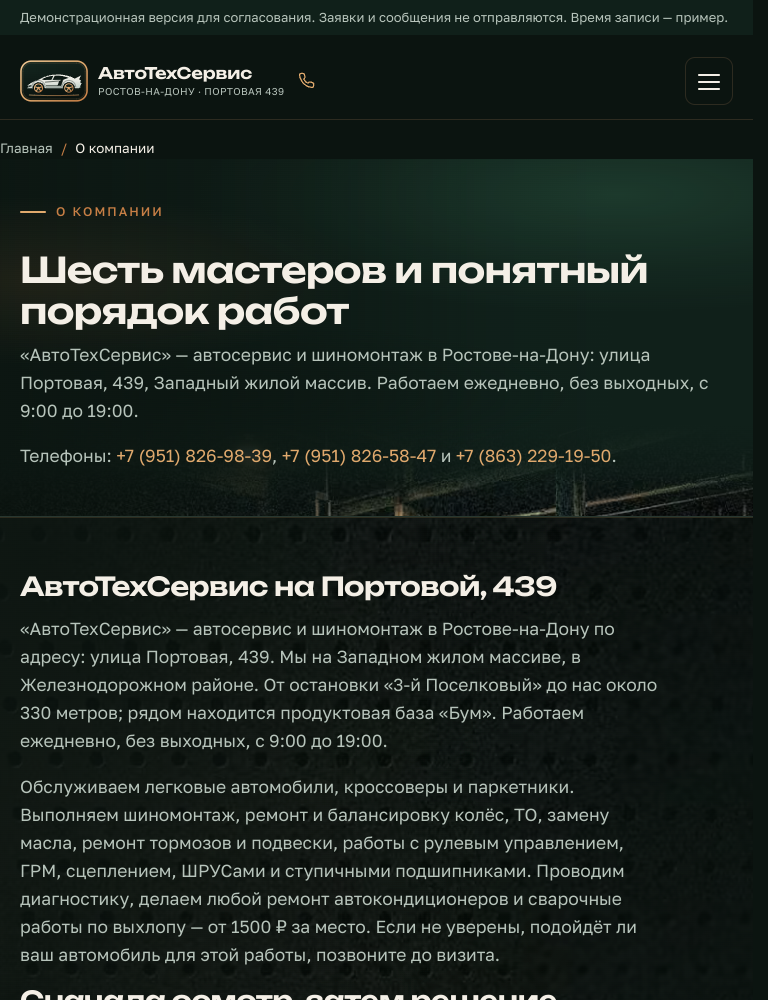 Демонстрационная версия для согласования. Заявки и сообщения не отправляются. Время записи — пример.
АвтоТехСервис
РОСТОВ-НА-ДОНУ · ПОРТОВАЯ 439
Главная / О компании
О КОМПАНИИ
Шесть мастеров и понятный
порядок работ
«АвтоТехСервис» — автосервис и шиномонтаж в Ростове-на-Дону: улица
Портовая, 439, Западный жилой массив. Работаем ежедневно, без выходных, с
9:00 до 19:00.
Телефоны: +7 (951) 826-98-39, +7 (951) 826-58-47 и +7 (863) 229-19-50.
АвтоТехСервис на Портовой, 439
«АвтоТехСервис» — автосервис и шиномонтаж в Ростове-на-Дону по
адресу: улица Портовая, 439. Мы на Западном жилом массиве, в
Железнодорожном районе. От остановки «3-й Поселковый» до нас около
330 метров; рядом находится продуктовая база «Бум». Работаем
ежедневно, без выходных, с 9:00 до 19:00.
Обслуживаем легковые автомобили, кроссоверы и паркетники.
Выполняем шиномонтаж, ремонт и балансировку колёс, ТО, замену
масла, ремонт тормозов и подвески, работы с рулевым управлением,
ГРМ, сцеплением, ШРУСами и ступичными подшипниками. Проводим
диагностику, делаем любой ремонт автокондиционеров и сварочные
работы по выхлопу — от 1500 ₽ за место. Если не уверены, подойдёт ли
ваш автомобиль для этой работы, позвоните до визита.
Сначала осмотр, затем решение